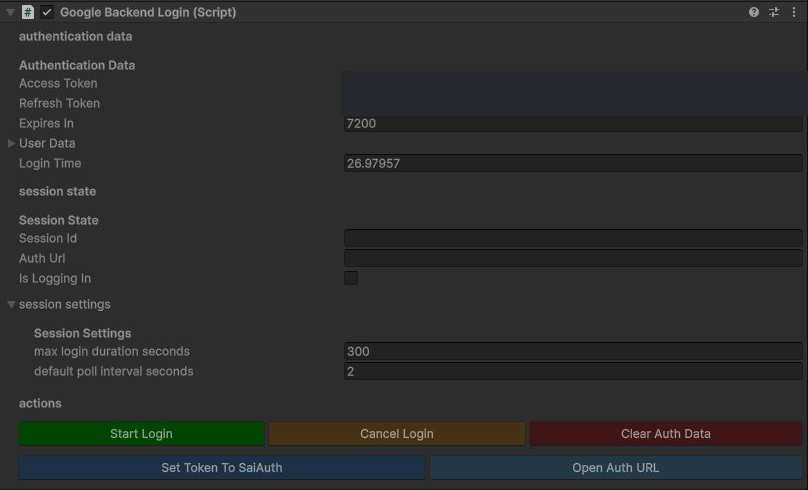 # Google Backend Login (Script)
authentication data
Authentication Data
Access Token
Refresh Token
Expires In 7200
User Data
Login Time 26.97957
session state
Session State
Session Id
Auth Url
Is Logging In
session settings
Session Settings
max login duration seconds 300
default poll interval seconds 2
actions
Start Login Cancel Login Clear Auth Data
Set Token To SaiAuth Open Auth URL